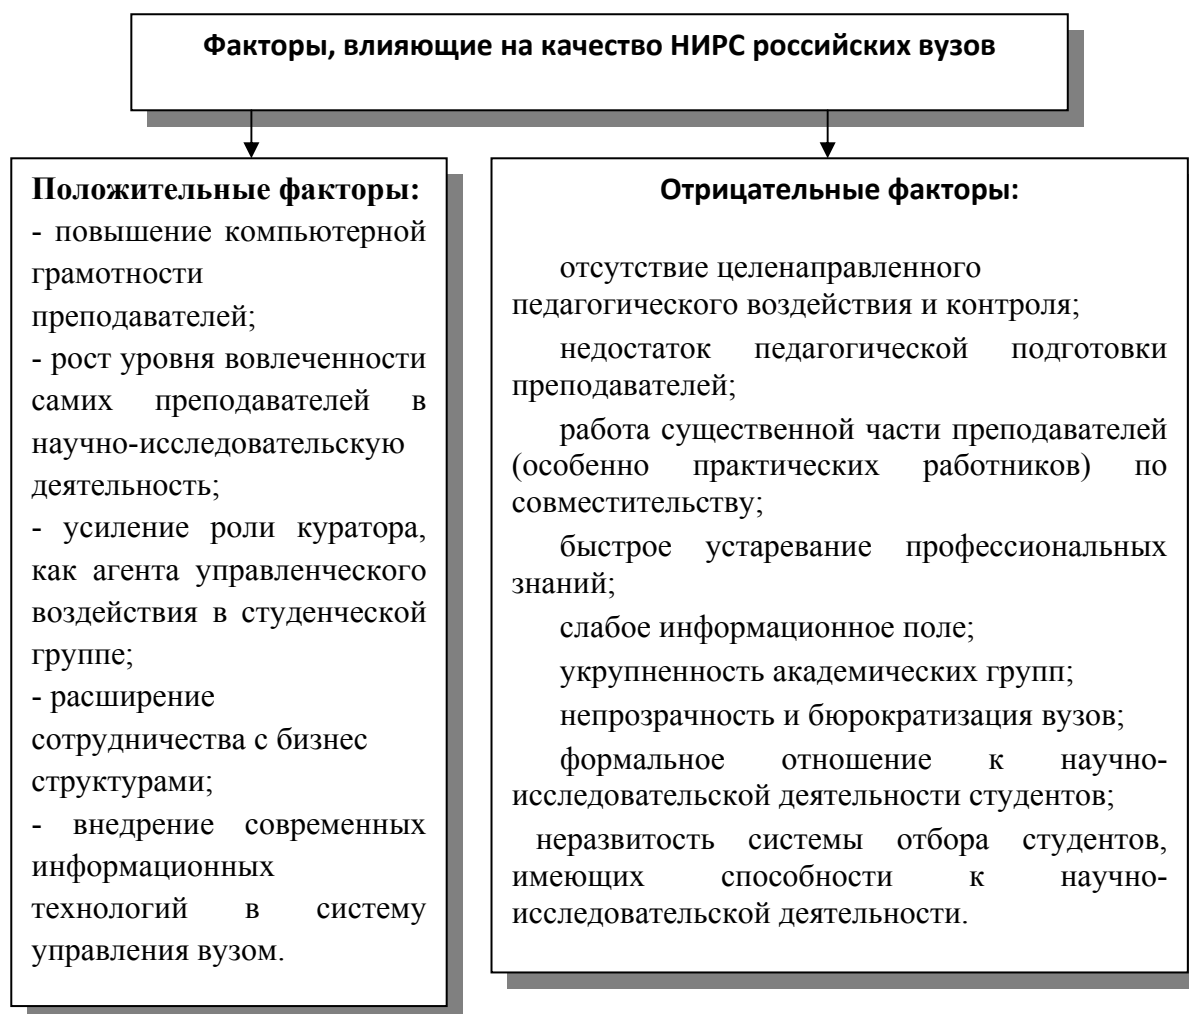 Факторы, влияющие на качество НИРС российских вузов
Положительные факторы:
- повышение компьютерной
грамотности
преподавателей;
- рост уровня вовлеченности
самих преподавателей в
научно-исследовательскую
деятельность;
- усиление роли куратора,
как агента управленческого
воздействия в студенческой
группе;
- расширение
сотрудничества с бизнес
структурами;
- внедрение современных
информационных
технологий в систему
управления вузом.
Отрицательные факторы:
отсутствие целенаправленного
педагогического воздействия и контроля;
недостаток педагогической подготовки
преподавателей;
работа существенной части преподавателей
(особенно практических работников) по
совместительству;
быстрое устаревание профессиональных
знаний;
слабое информационное поле;
укрупненность академических групп;
непрозрачность и бюрократизация вузов;
формальное отношение к научно-
исследовательской деятельности студентов;
неразвитость системы отбора студентов,
имеющих способности к научно-
исследовательской деятельности.